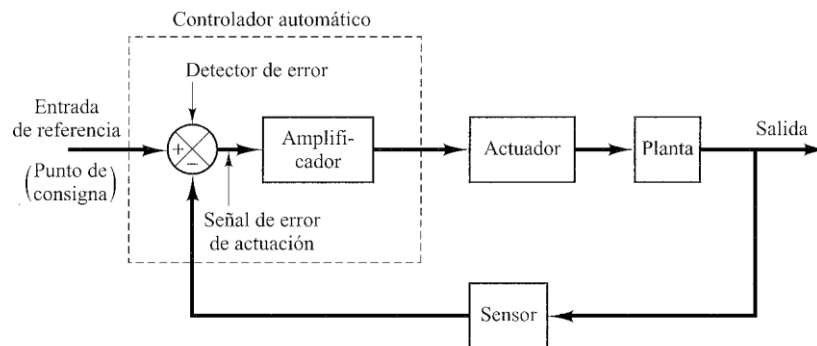 Controlador automático
Detector de error
Entrada
de referencia
(Punto de
consigna)
+
−
Amplifi-
cador
Actuador
Planta
Salida
Señal de error
de actuación
Sensor